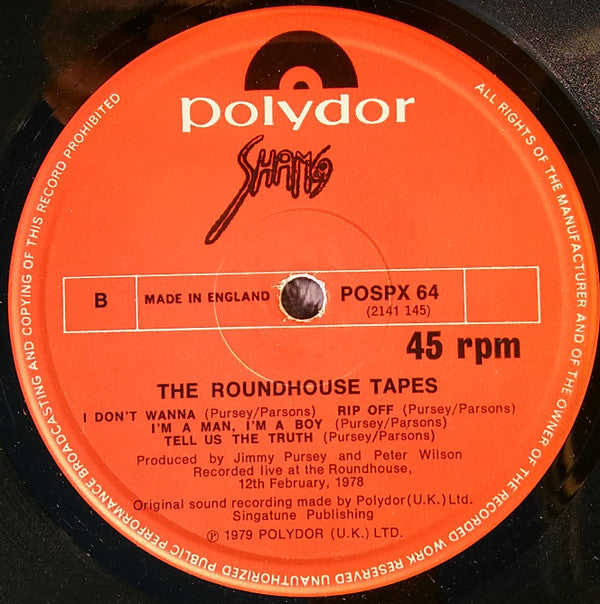 polydor
SHAM69
B
MADE IN ENGLAND
POSPX 64
(2141 145)
45 rpm
THE ROUNDHOUSE TAPES
I DON'T WANNA (Pursey/Parsons) RIP OFF (Pursey/Parsons)
I'M A MAN, I'M A BOY (Pursey/Parsons)
TELL US THE TRUTH (Pursey/Parsons)
Produced by Jimmy Pursey and Peter Wilson
Recorded live at the Roundhouse,
12th February, 1978
Original sound recording made by Polydor (U.K.) Ltd.
Singatune Publishing
℗ 1979 POLYDOR (U.K.) LTD.
ALL RIGHTS OF THE MANUFACTURER AND OF THE OWNER OF THE RECORDED WORK RESERVED UNAUTHORIZED PUBLIC PERFORMANCE BROADCASTING AND COPYING OF THIS RECORD PROHIBITED